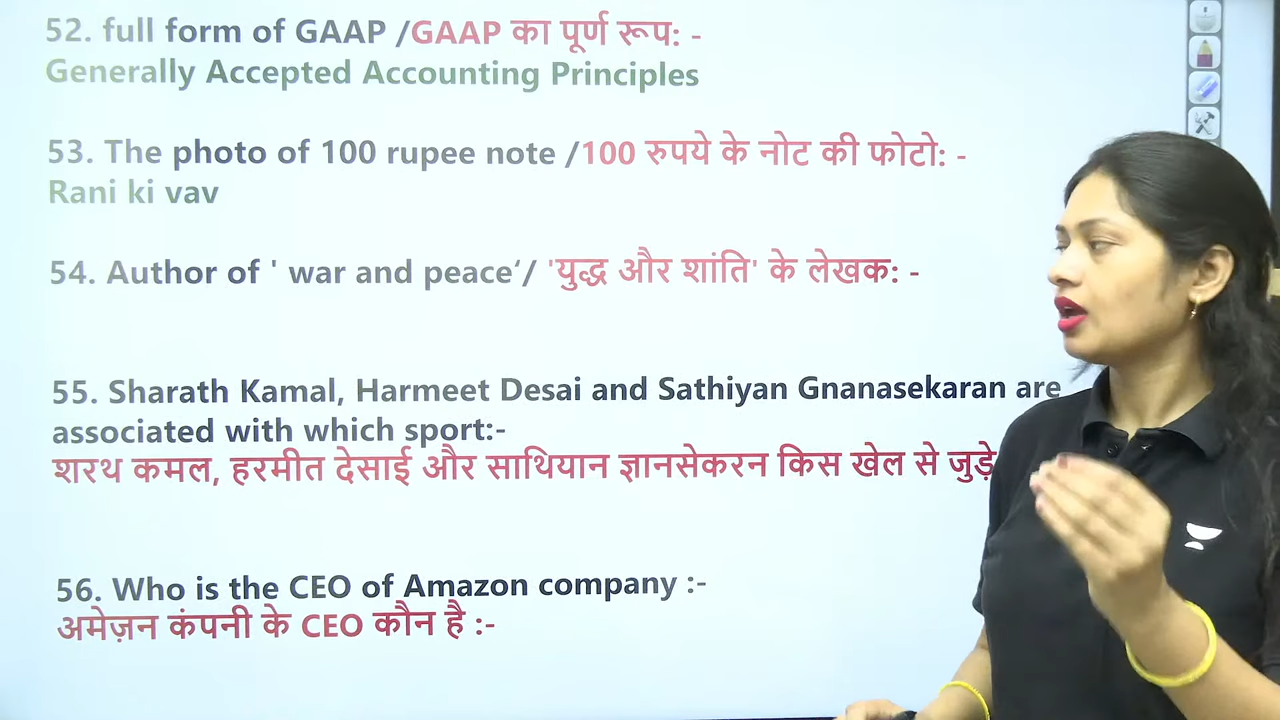 52. full form of GAAP /GAAP का पूर्ण रूप: -
Generally Accepted Accounting Principles
53. The photo of 100 rupee note /100 रुपये के नोट की फोटो: -
Rani ki vav
54. Author of ' war and peace‘/ 'युद्ध और शांति' के लेखक: -
55. Sharath Kamal, Harmeet Desai and Sathiyan Gnanasekaran are
associated with which sport:-
शरथ कमल, हरमीत देसाई और साथियान ज्ञानसेकरन किस खेल से जुड़े
56. Who is the CEO of Amazon company :-
अमेज़न कंपनी के CEO कौन है :-